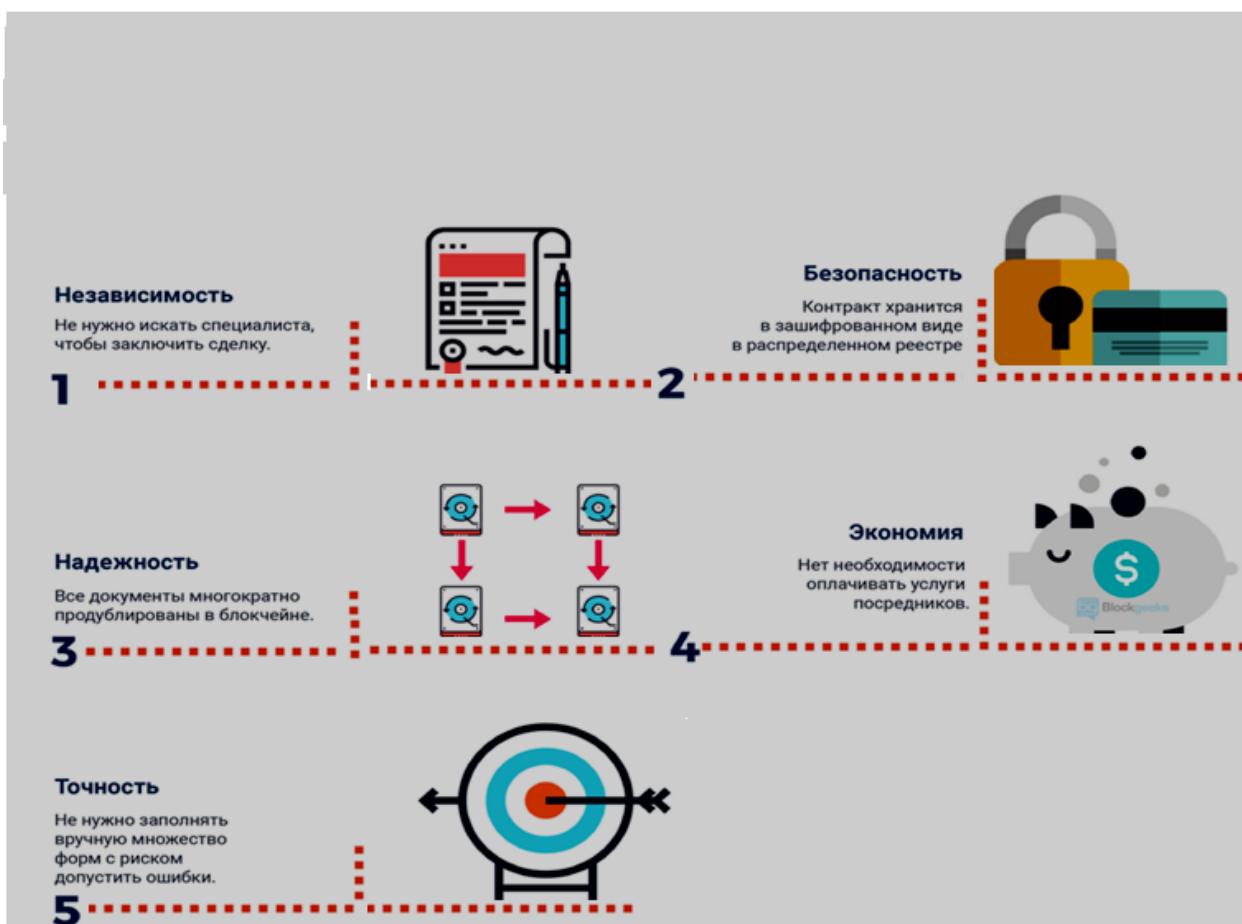 Независимость
Не нужно искать специалиста,
чтобы заключить сделку.
1
Безопасность
Контракт хранится
в зашифрованном виде
в распределенном реестре
2
Надежность
Все документы многократно
продублированы в блокчейне.
3
Экономия
Нет необходимости
оплачивать услуги
посредников.
$
Blockgeeks
4
Точность
Не нужно заполнять
вручную множество
форм с риском
допустить ошибки.
5